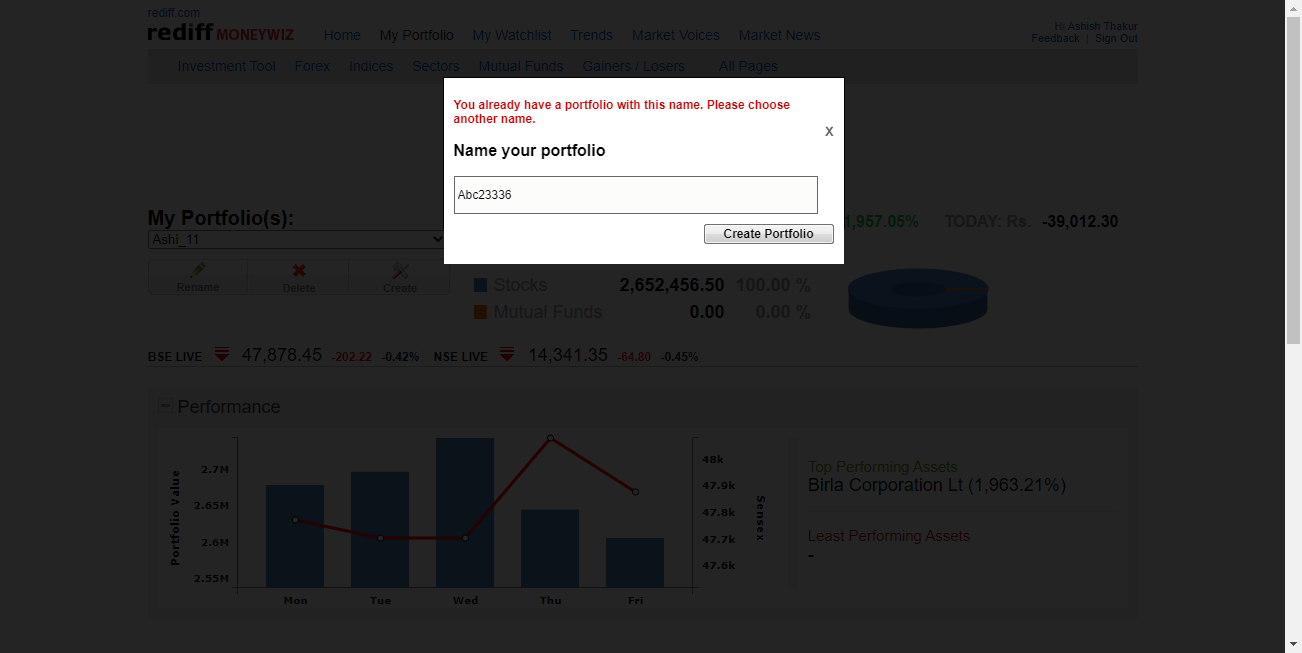 rediff.com
rediff MONEYWIZ
Home My Portfolio My Watchlist Trends Market Voices Market News
Hi Ashish Thakur
Feedback | Sign Out
Investment Tool Forex Indices Sectors Mutual Funds Gainers / Losers All Pages
You already have a portfolio with this name. Please choose
another name.
X
Name your portfolio
Abc23336
Create Portfolio
My Portfolio(s):
Ashi_11
Rename Delete Create
1,957.05% TODAY: Rs. -39,012.30
Stocks 2,652,456.50 100.00 %
Mutual Funds 0.00 0.00 %
BSE LIVE 47,878.45 -202.22 -0.42% NSE LIVE 14,341.35 -64.80 -0.45%
Performance
Portfolio Value
2.7M
2.65M
2.6M
2.55M
Mon Tue Wed Thu Fri
48k
47.9k
47.8k
47.7k
47.6k
Sensex
Top Performing Assets
Birla Corporation Lt (1,963.21%)
Least Performing Assets
-